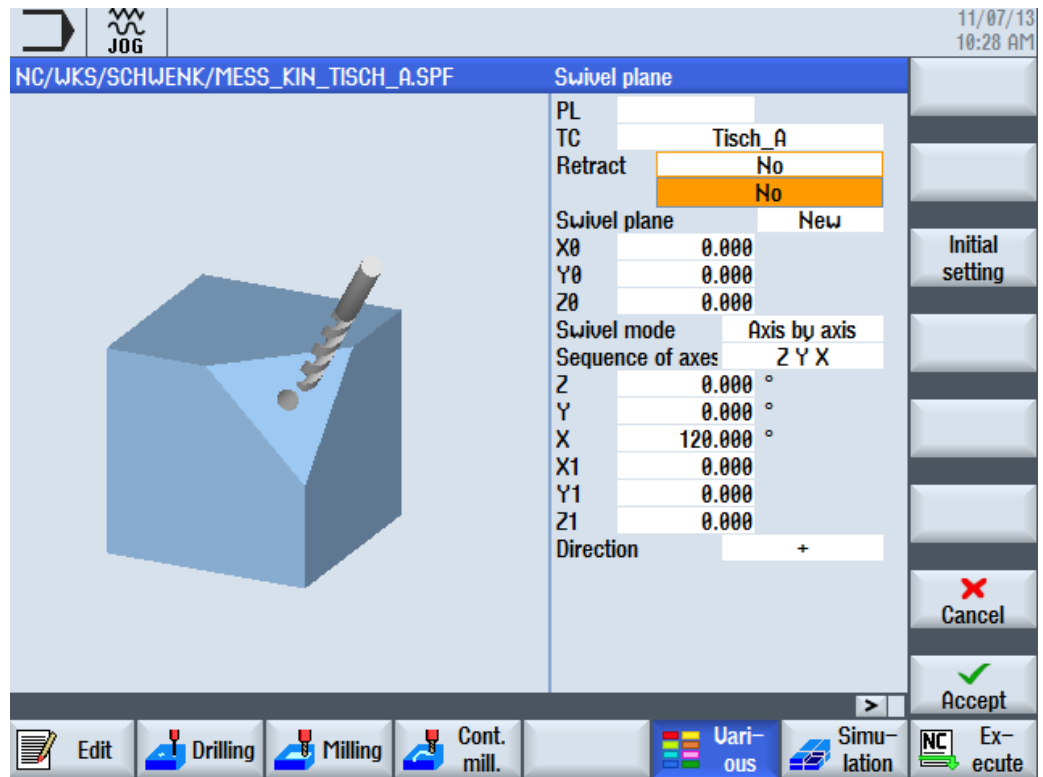 JOG
11/07/13
10:28 AM
NC/WKS/SCHWENK/MESS_KIN_TISCH_A.SPF
Swivel plane
PL
TC Tisch_A
Retract No
No
Swivel plane New
X0 0.000
Y0 0.000
Z0 0.000
Swivel mode Axis by axis
Sequence of axes Z Y X
Z 0.000 °
Y 0.000 °
X 120.000 °
X1 0.000
Y1 0.000
Z1 0.000
Direction +
Initial
setting
Cancel
Accept
>
Edit
Drilling
Milling
Cont.
mill.
Vari-
ous
Simu-
lation
NC
Ex-
ecute